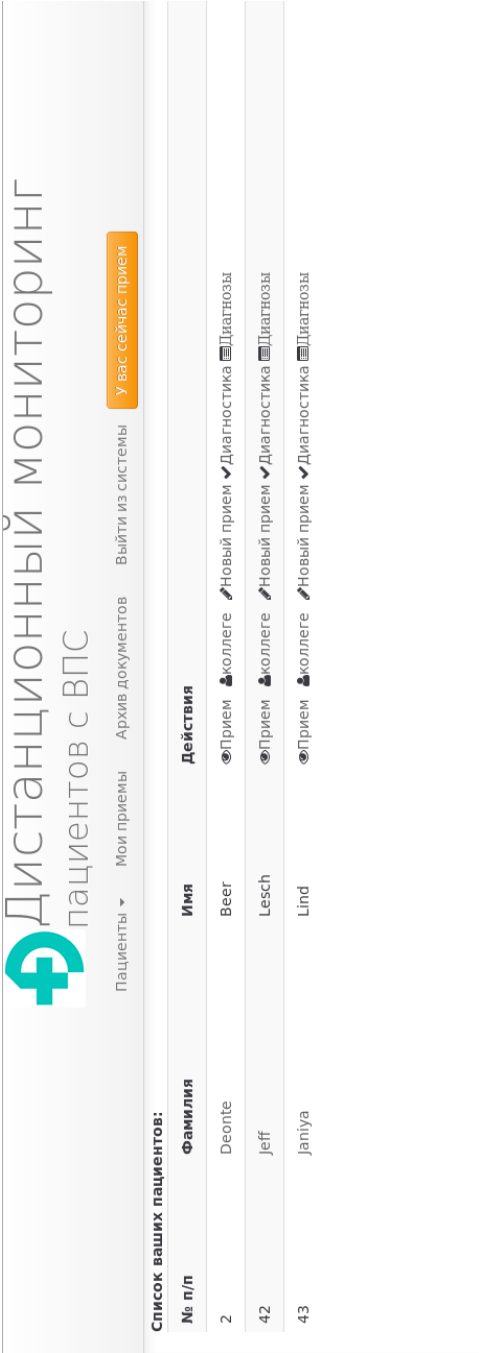 Дистанционный мониторинг
пациентов с ВПС
Пациенты Мои приемы Архив документов Выйти из системы У вас сейчас прием
Список ваших пациентов:
№ п/п Фамилия Имя Действия
2 Deonte Beer Прием коллеге Новый прием Диагностика Диагнозы
42 Jeff Lesch Прием коллеге Новый прием Диагностика Диагнозы
43 Janiya Lind Прием коллеге Новый прием Диагностика Диагнозы